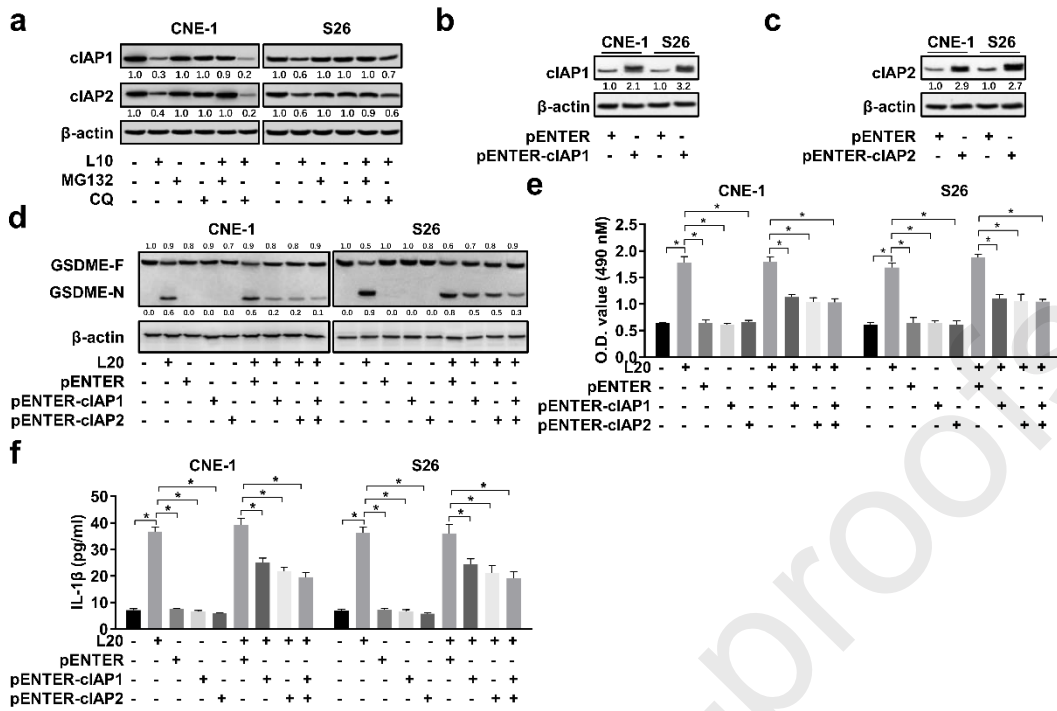 a
CNE-1 S26
cIAP1
1.0 0.3 1.0 1.0 0.9 0.2 1.0 0.6 1.0 1.0 1.0 0.7
cIAP2
1.0 0.4 1.0 1.0 1.0 0.2 1.0 0.6 1.0 1.0 0.9 0.6
β-actin
L10 - + - - + + - + - - + +
MG132 - - + - + - - - + - + -
CQ - - - + - + - - - + - +
b
CNE-1 S26
cIAP1
1.0 2.1 1.0 3.2
β-actin
pENTER + - + -
pENTER-cIAP1 - + - +
c
CNE-1 S26
cIAP2
1.0 2.9 1.0 2.7
β-actin
pENTER + - + -
pENTER-cIAP2 - + - +
d
CNE-1 S26
1.0 0.9 0.8 0.9 0.7 0.9 0.8 0.8 0.9 1.0 0.5 0.8 1.0 0.8 0.6 0.7 0.8 0.9
GSDME-F
GSDME-N
0.0 0.6 0.0 0.0 0.0 0.6 0.2 0.2 0.1 0.0 0.9 0.0 0.0 0.0 0.8 0.5 0.5 0.3
β-actin
L20 - + - - - + + + + - + - - - + + + +
pENTER - - + - - + - - - - - + - - + - - -
pENTER-cIAP1 - - - + - - + - + - - - + - - + - +
pENTER-cIAP2 - - - - + - - + + - - - - + - - + +
e
CNE-1 S26
O.D. value (490 nM)
2.5
2.0
1.5
1.0
0.5
0.0
* * * * * * * * * * * * * *
L20 - + - - - + + + + - + - - - + + + +
pENTER - - + - - + - - - - - + - - + - - -
pENTER-cIAP1 - - - + - - + - + - - - + - - + - +
pENTER-cIAP2 - - - - + - - + + - - - - + - - + +
f
CNE-1 S26
IL-1β (pg/ml)
50
40
30
20
10
0
* * * * * * * * * * * * * *
L20 - + - - - + + + + - + - - - + + + +
pENTER - - + - - + - - - - - + - - + - - -
pENTER-cIAP1 - - - + - - + - + - - - + - - + - +
pENTER-cIAP2 - - - - + - - + + - - - - + - - + +
proofs